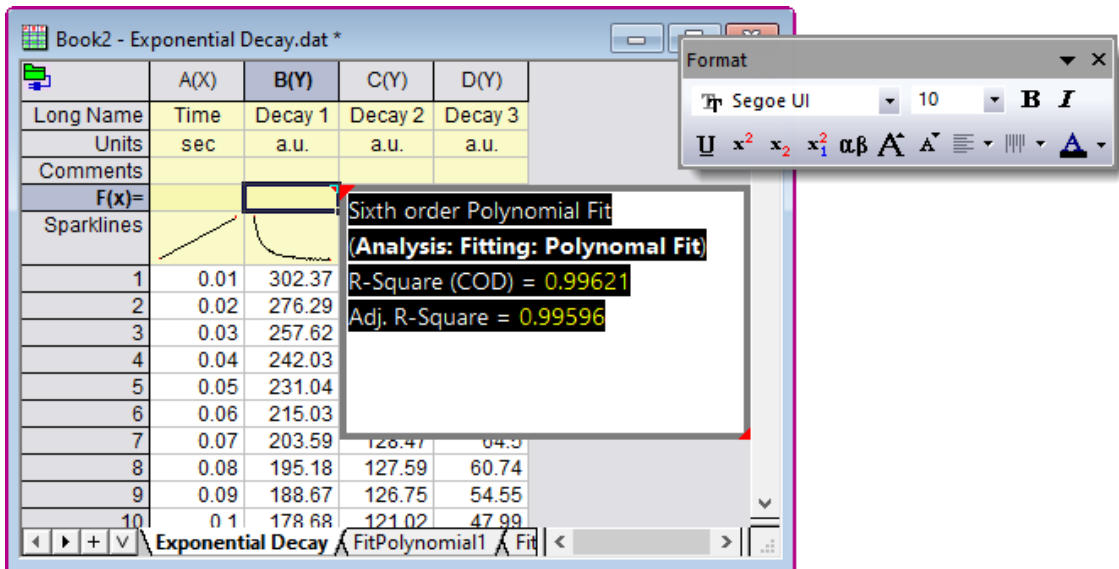 Book2 - Exponential Decay.dat *
Format
Segoe UI 10 B I
U x² x₂ x₁² αβ A A A
A(X) B(Y) C(Y) D(Y)
Long Name Time Decay 1 Decay 2 Decay 3
Units sec a.u. a.u. a.u.
Comments
F(x)=
Sparklines
Sixth order Polynomial Fit
(Analysis: Fitting: Polynomal Fit)
R-Square (COD) = 0.99621
Adj. R-Square = 0.99596
1 0.01 302.37
2 0.02 276.29
3 0.03 257.62
4 0.04 242.03
5 0.05 231.04
6 0.06 215.03
7 0.07 203.59 128.47 64.5
8 0.08 195.18 127.59 60.74
9 0.09 188.67 126.75 54.55
10 0.1 178.68 121.02 47.99
Exponential Decay FitPolynomial1 Fit